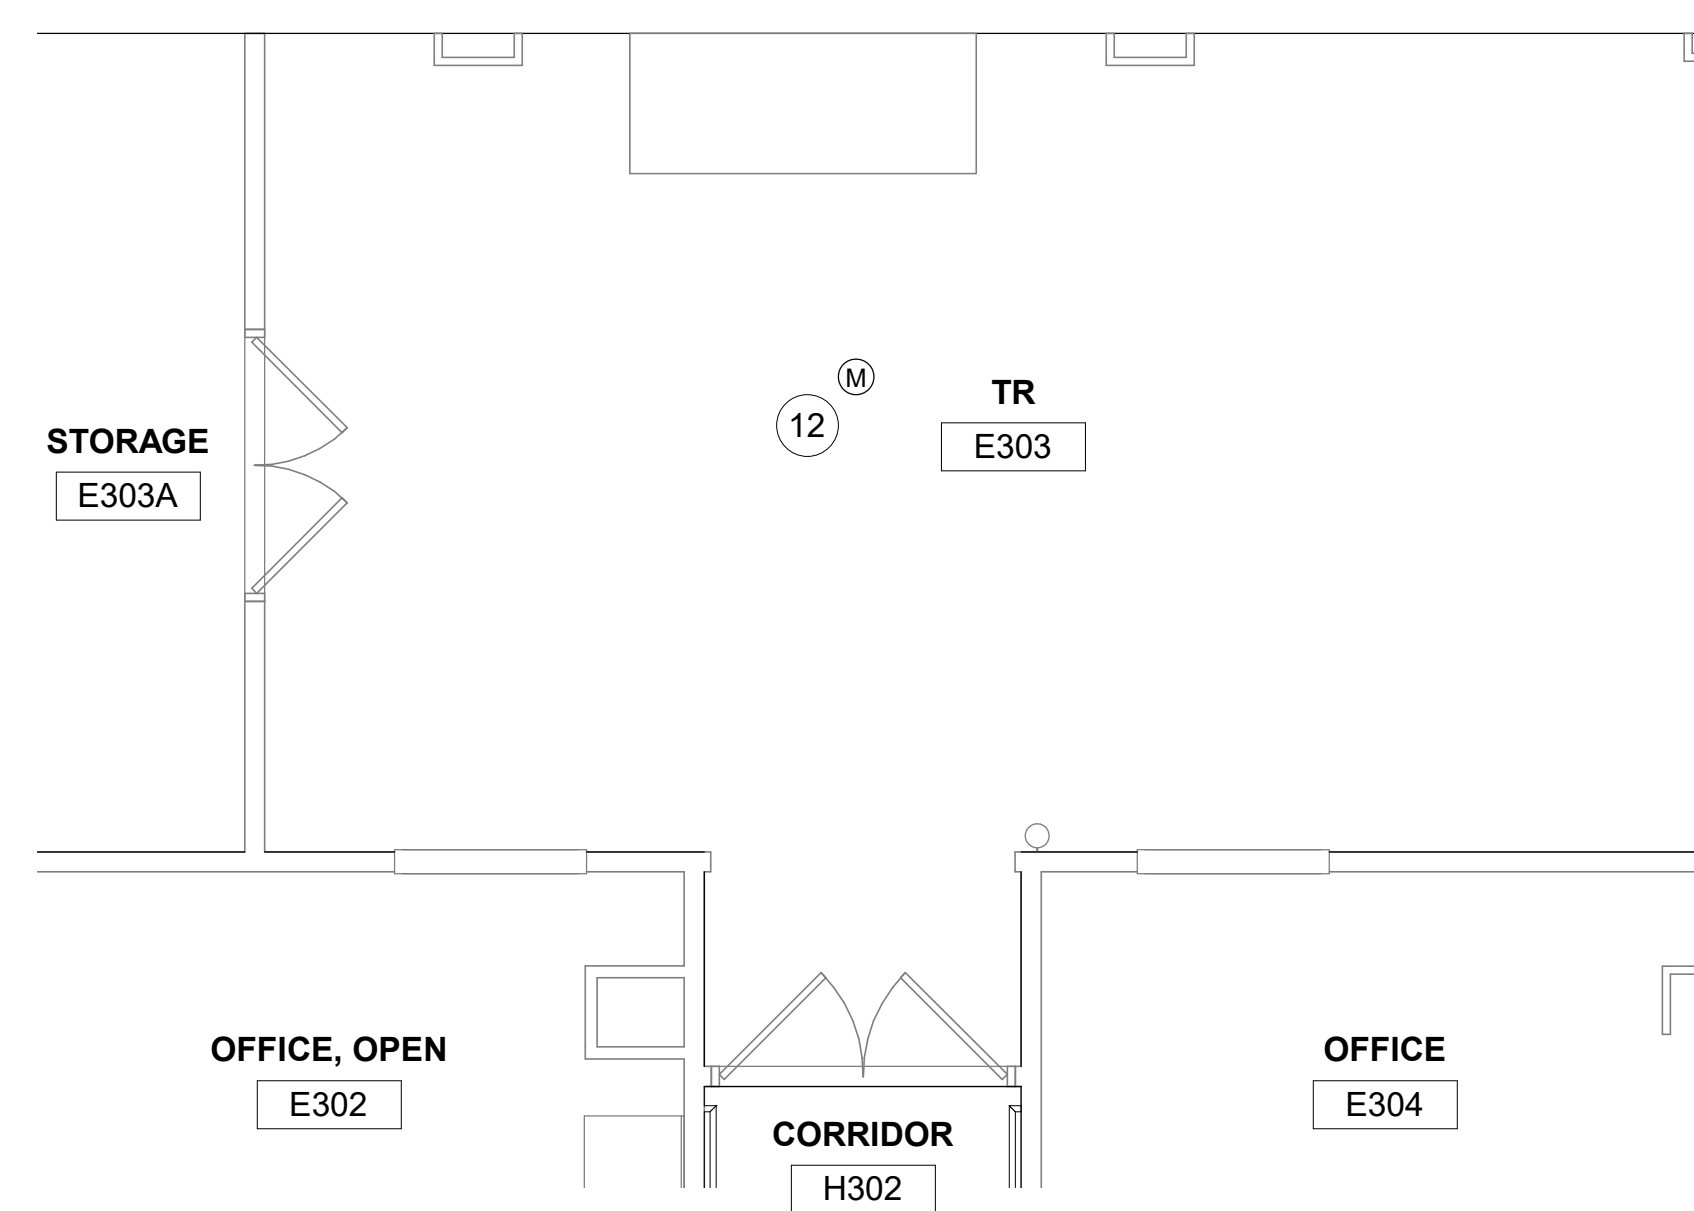 M
12
TR
E303
STORAGE
E303A
OFFICE, OPEN
E302
OFFICE
E304
CORRIDOR
H302